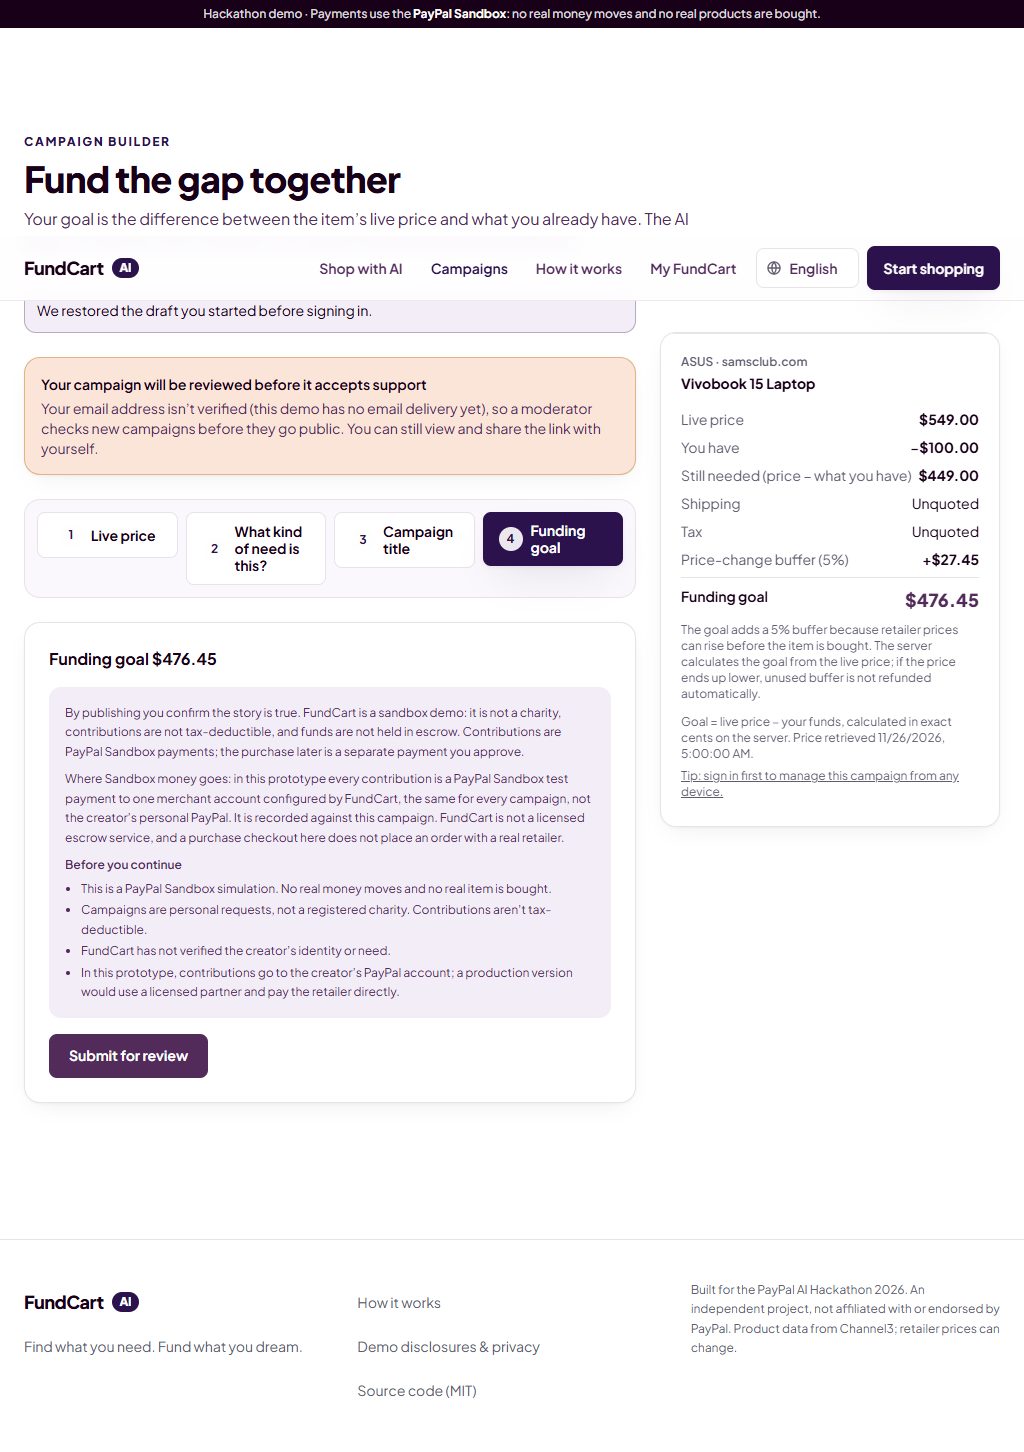 Hackathon demo · Payments use the PayPal Sandbox: no real money moves and no real products are bought.
CAMPAIGN BUILDER
Fund the gap together
Your goal is the difference between the item's live price and what you already have. The AI
FundCart AI
Shop with AI
Campaigns
How it works
My FundCart
English
Start shopping
We restored the draft you started before signing in.
Your campaign will be reviewed before it accepts support
Your email address isn't verified (this demo has no email delivery yet), so a moderator
checks new campaigns before they go public. You can still view and share the link with
yourself.
1 Live price
2 What kind
of need is
this?
3 Campaign
title
4 Funding
goal
Funding goal $476.45
By publishing you confirm the story is true. FundCart is a sandbox demo: it is not a charity,
contributions are not tax-deductible, and funds are not held in escrow. Contributions are
PayPal Sandbox payments; the purchase later is a separate payment you approve.
Where Sandbox money goes: in this prototype every contribution is a PayPal Sandbox test
payment to one merchant account configured by FundCart, the same for every campaign, not
the creator's personal PayPal. It is recorded against this campaign. FundCart is not a licensed
escrow service, and a purchase checkout here does not place an order with a real retailer.
Before you continue
• This is a PayPal Sandbox simulation. No real money moves and no real item is bought.
• Campaigns are personal requests, not a registered charity. Contributions aren't tax-
deductible.
• FundCart has not verified the creator's identity or need.
• In this prototype, contributions go to the creator's PayPal account; a production version
would use a licensed partner and pay the retailer directly.
Submit for review
ASUS · samsclub.com
Vivobook 15 Laptop
Live price $549.00
You have −$100.00
Still needed (price − what you have) $449.00
Shipping Unquoted
Tax Unquoted
Price-change buffer (5%) +$27.45
Funding goal $476.45
The goal adds a 5% buffer because retailer prices
can rise before the item is bought. The server
calculates the goal from the live price; if the price
ends up lower, unused buffer is not refunded
automatically.
Goal = live price − your funds, calculated in exact
cents on the server. Price retrieved 11/26/2026,
5:00:00 AM.
Tip: sign in first to manage this campaign from any
device.
FundCart AI
Find what you need. Fund what you dream.
How it works
Demo disclosures & privacy
Source code (MIT)
Built for the PayPal AI Hackathon 2026. An
independent project, not affiliated with or endorsed by
PayPal. Product data from Channel3; retailer prices can
change.